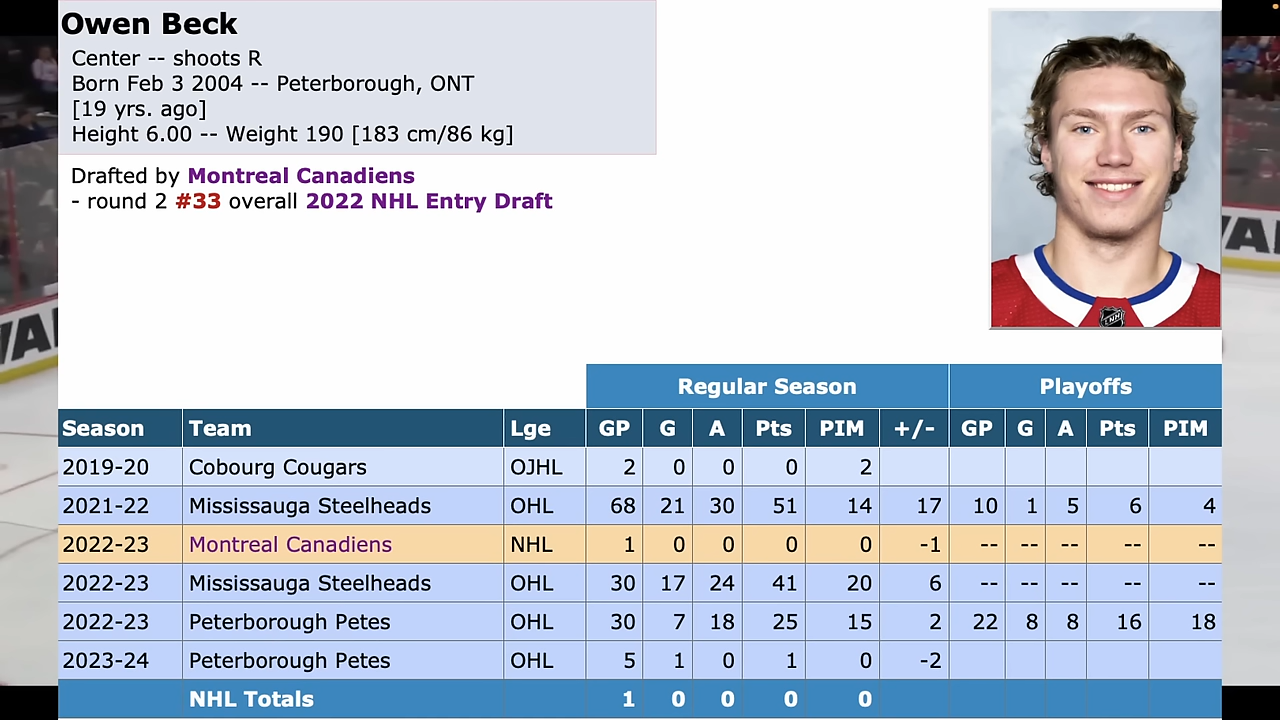 Owen Beck
Center -- shoots R
Born Feb 3 2004 -- Peterborough, ONT
[19 yrs. ago]
Height 6.00 -- Weight 190 [183 cm/86 kg]
Drafted by Montreal Canadiens
- round 2 #33 overall 2022 NHL Entry Draft
Regular Season Playoffs
Season Team Lge GP G A Pts PIM +/- GP G A Pts PIM
2019-20 Cobourg Cougars OJHL 2 0 0 0 2
2021-22 Mississauga Steelheads OHL 68 21 30 51 14 17 10 1 5 6 4
2022-23 Montreal Canadiens NHL 1 0 0 0 0 -1 -- -- -- -- --
2022-23 Mississauga Steelheads OHL 30 17 24 41 20 6 -- -- -- -- --
2022-23 Peterborough Petes OHL 30 7 18 25 15 2 22 8 8 16 18
2023-24 Peterborough Petes OHL 5 1 0 1 0 -2
NHL Totals 1 0 0 0 0